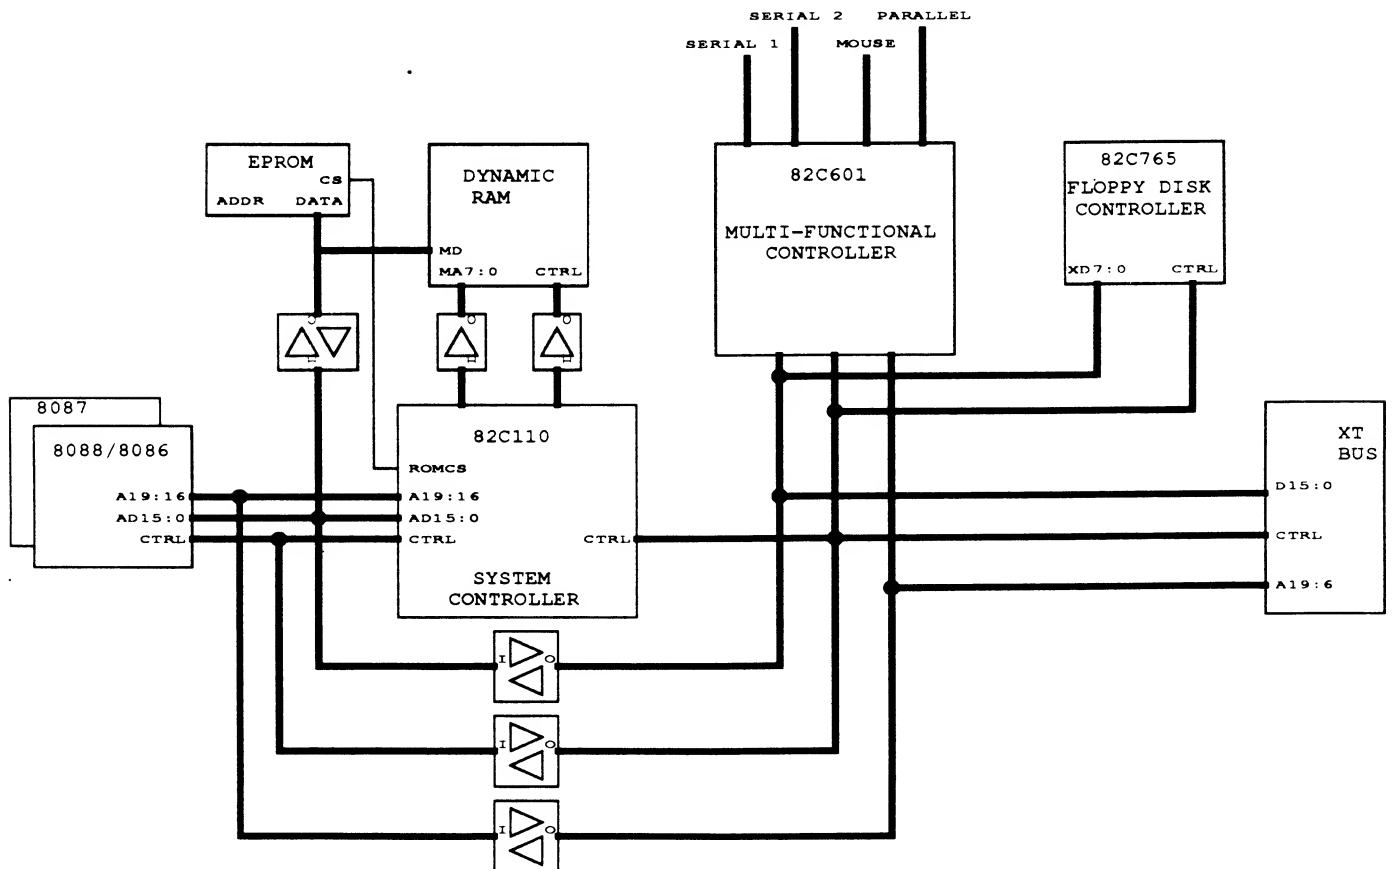 SERIAL 2 PARALLEL
SERIAL 1 MOUSE
EPROM
CS
ADDR DATA
DYNAMIC
RAM
MD
MA7:0 CTRL
82C601
MULTI-FUNCTIONAL
CONTROLLER
82C765
FLOPPY DISK
CONTROLLER
XD7:0 CTRL
O
I
O
I
O
I
8087
8088/8086
A19:16
AD15:0
CTRL
82C110
ROMCS
A19:16
AD15:0
CTRL CTRL
SYSTEM
CONTROLLER
XT
BUS
D15:0
CTRL
A19:6
I O
I O
I O